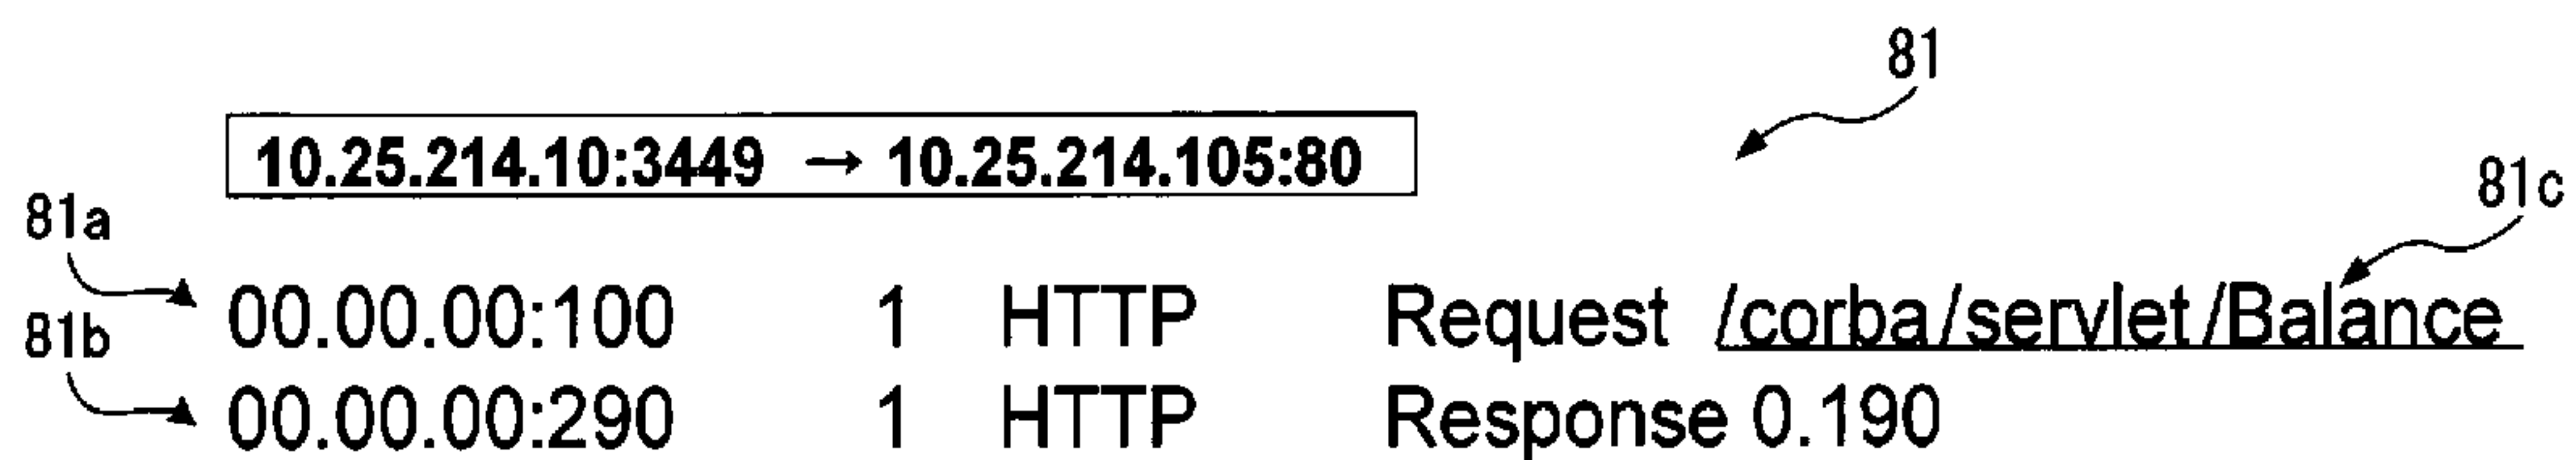 81
10.25.214.10:3449 → 10.25.214.105:80
81a
81c
00.00.00:100 1 HTTP Request /corba/servlet/Balance
81b
00.00.00:290 1 HTTP Response 0.190